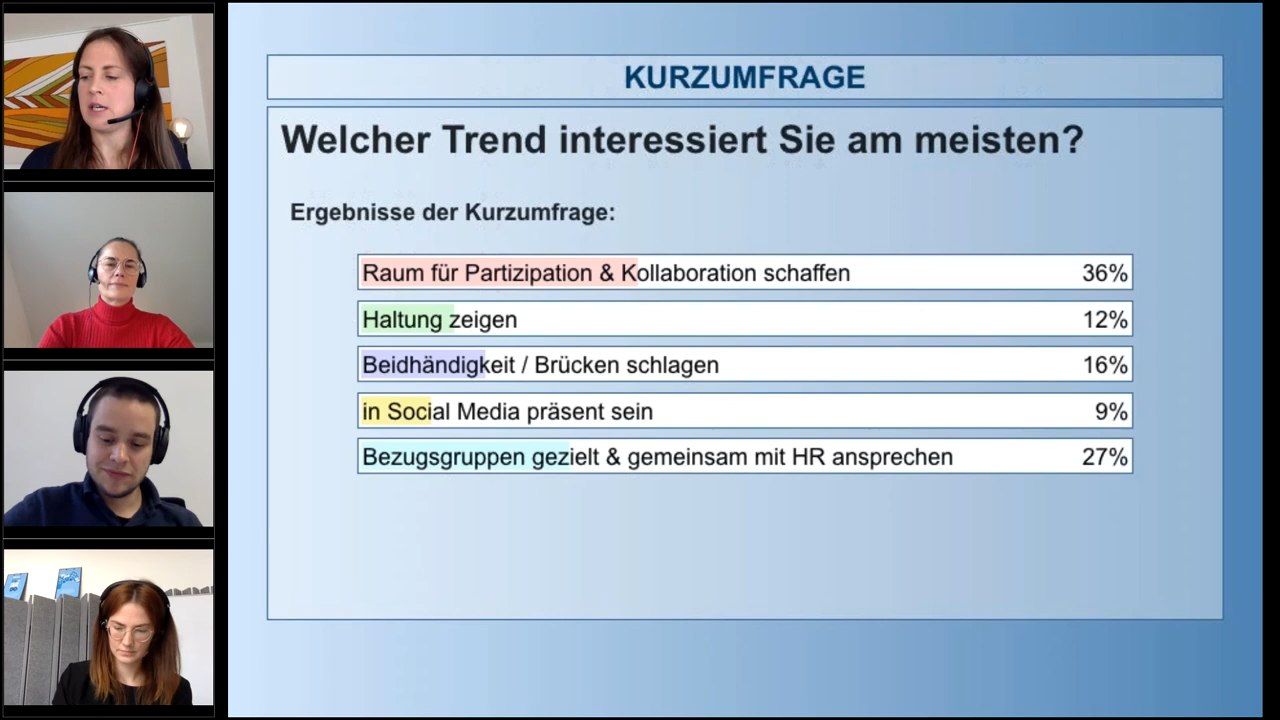 KURZUMFRAGE
Welcher Trend interessiert Sie am meisten?
Ergebnisse der Kurzumfrage:
Raum für Partizipation & Kollaboration schaffen 36%
Haltung zeigen 12%
Beidhändigkeit / Brücken schlagen 16%
in Social Media präsent sein 9%
Bezugsgruppen gezielt & gemeinsam mit HR ansprechen 27%